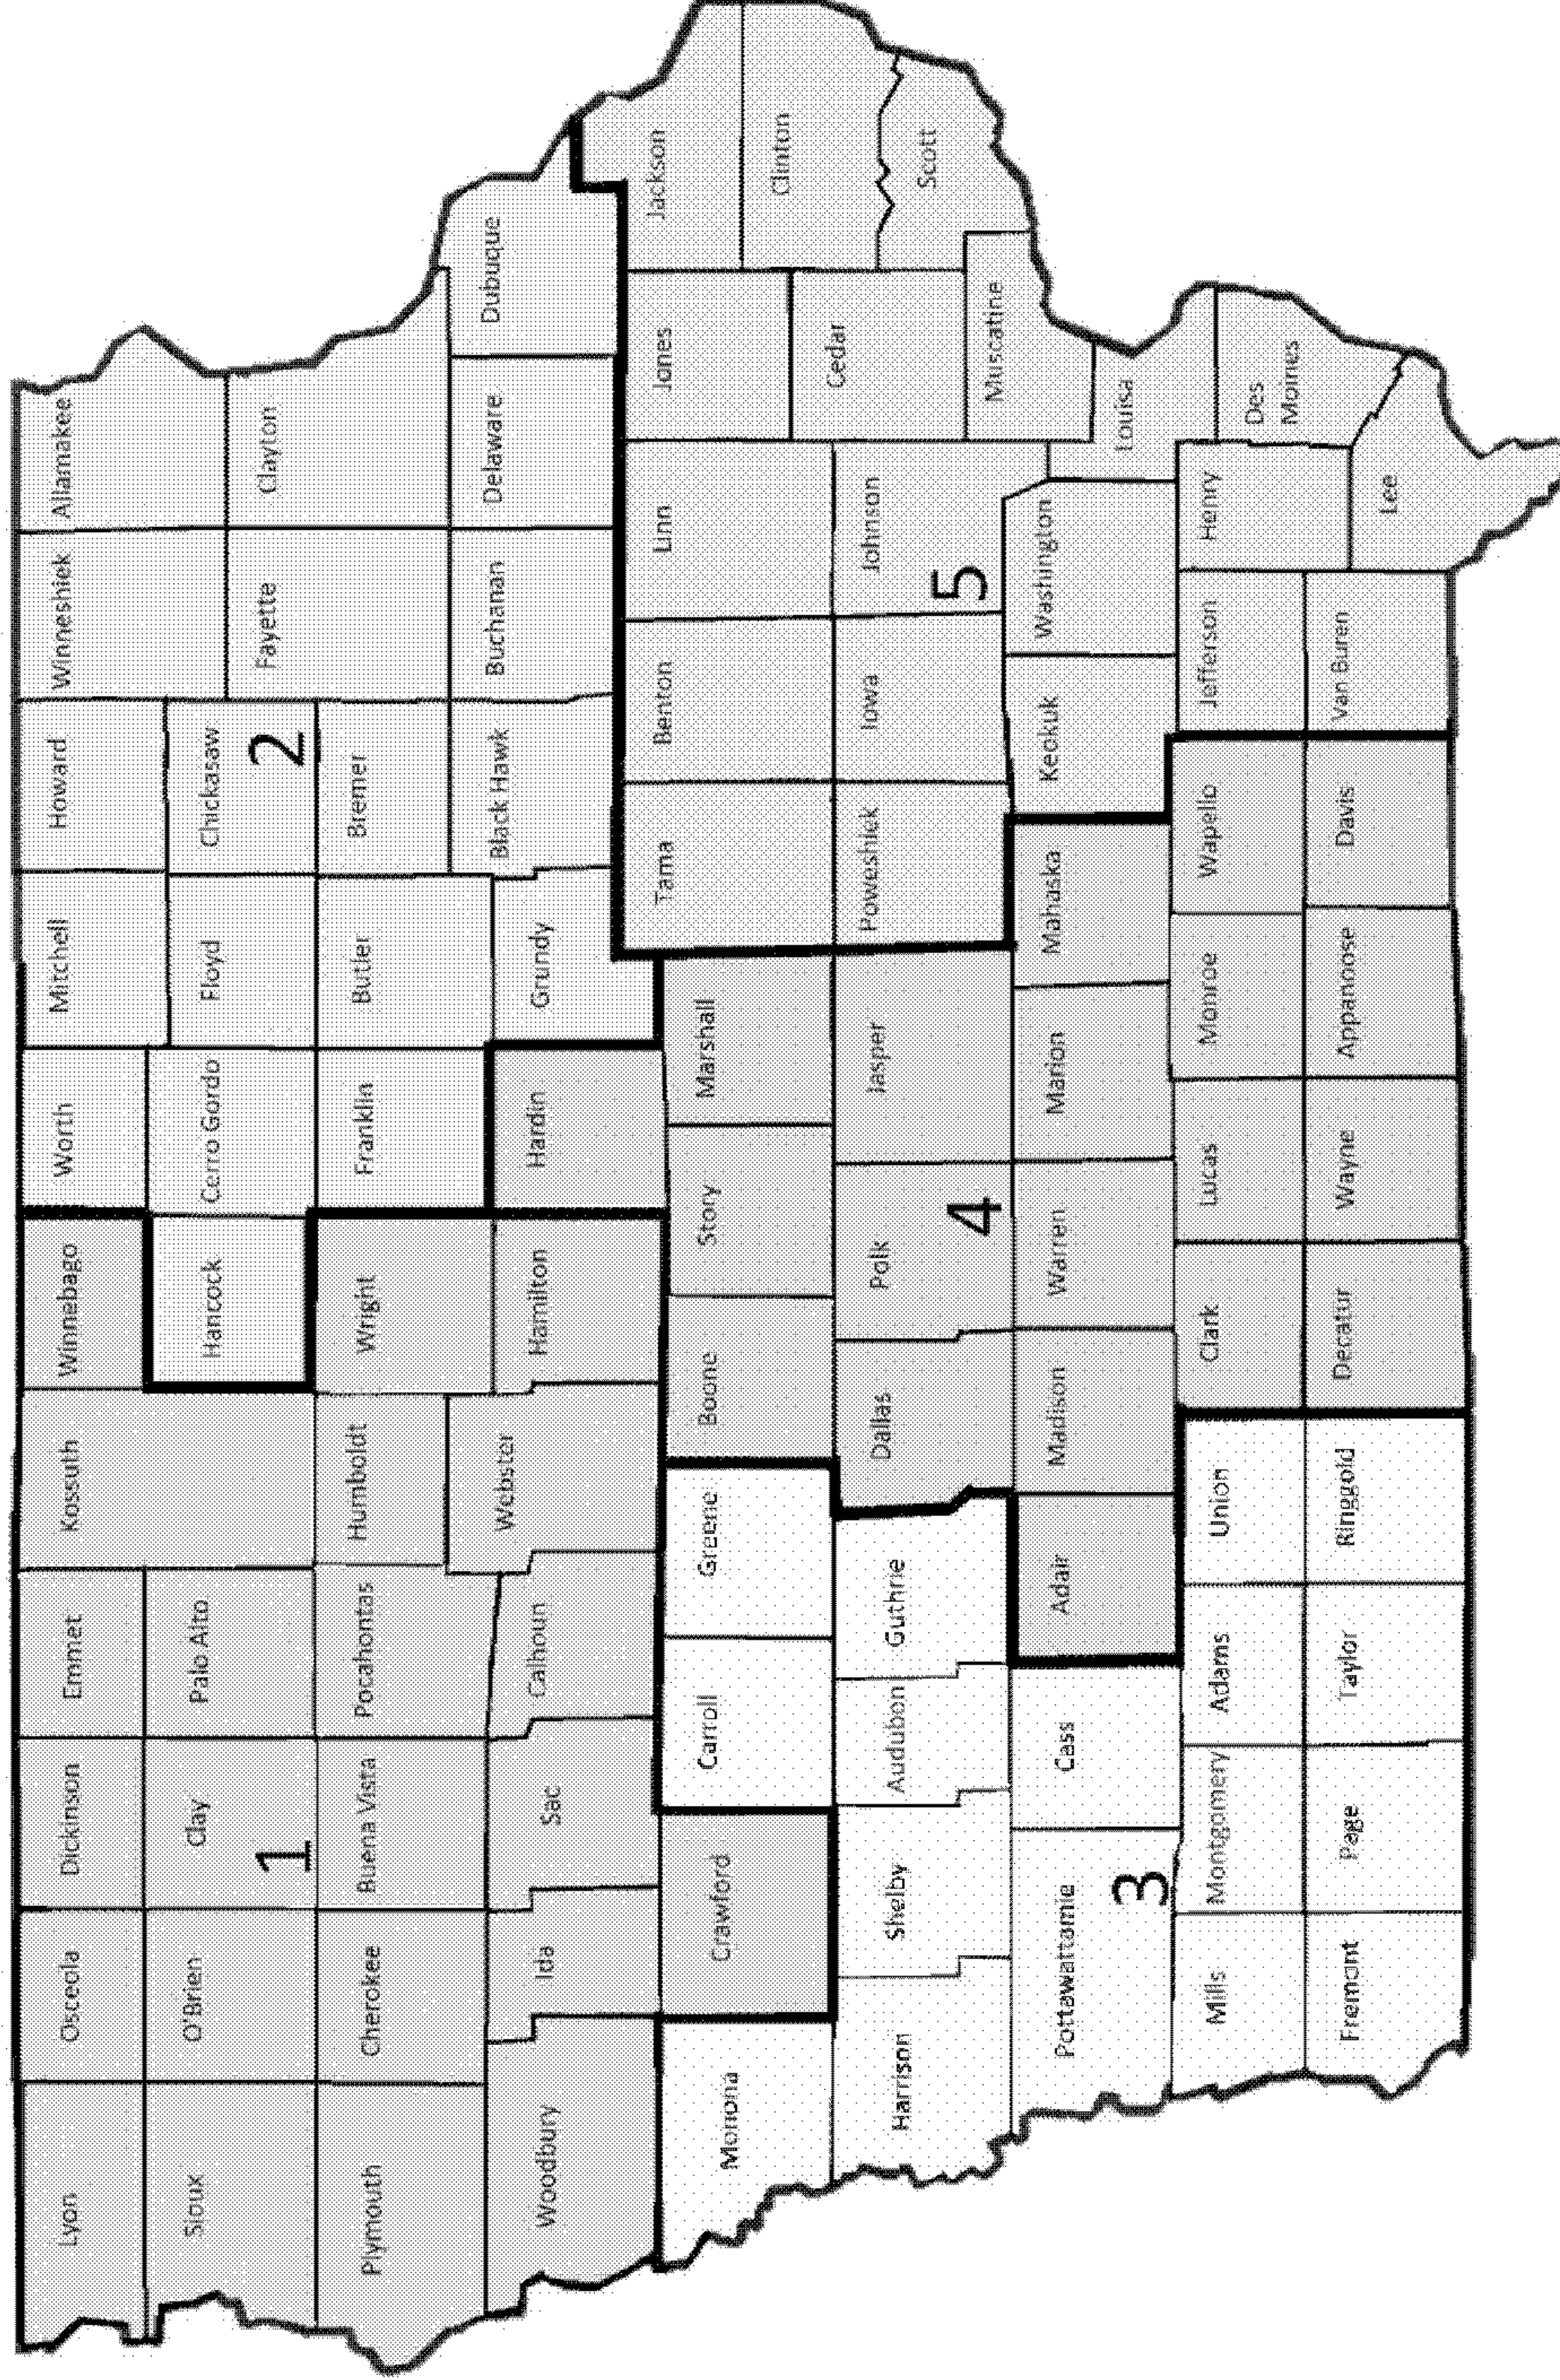 Lyon
Osceola
Dickinson
Emmet
Kossuth
Winnebago
Worth
Mitchell
Howard
Winneshiek
Allamakee
Sioux
O'Brien
Clay
Palo Alto
Hancock
Cerro Gordo
Floyd
Chickasaw
Fayette
Clayton
1
2
Plymouth
Cherokee
Buena Vista
Pocahontas
Humboldt
Wright
Franklin
Butler
Bremer
Woodbury
Ida
Sac
Calhoun
Webster
Hamilton
Hardin
Grundy
Black Hawk
Buchanan
Delaware
Dubuque
Monona
Crawford
Carroll
Greene
Boone
Story
Marshall
Tama
Benton
Linn
Jones
Jackson
Clinton
Harrison
Shelby
Audubon
Guthrie
Dallas
Polk
Jasper
Poweshiek
Iowa
Johnson
Cedar
Scott
4
5
Pottawattamie
Cass
Adair
Madison
Warren
Marion
Mahaska
Keokuk
Washington
Muscatine
Louisa
3
Mills
Montgomery
Adams
Union
Clark
Lucas
Monroe
Wapello
Jefferson
Henry
Des
Moines
Fremont
Page
Taylor
Ringgold
Decatur
Wayne
Appanoose
Davis
Van Buren
Lee